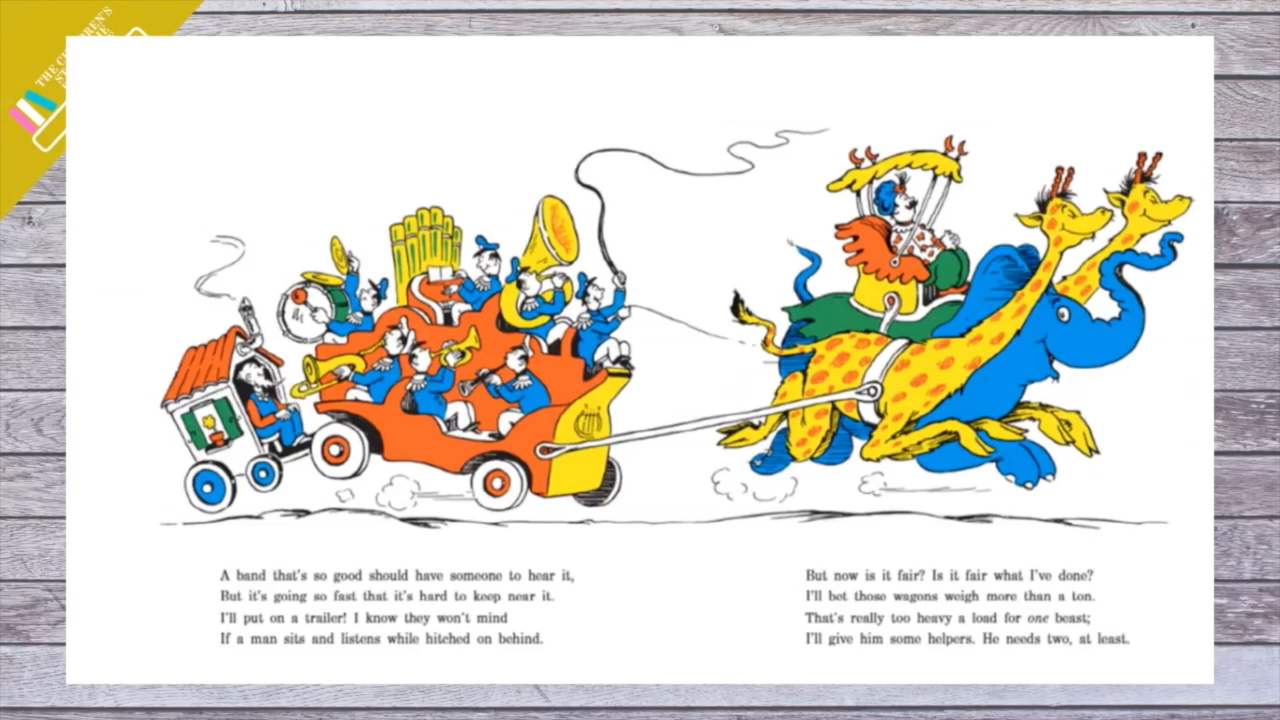 THE CHILDREN'S
A band that's so good should have someone to hear it,
But it's going so fast that it's hard to keep near it.
I'll put on a trailer! I know they won't mind
If a man sits and listens while hitched on behind.
But now is it fair? Is it fair what I've done?
I'll bet those wagons weigh more than a ton.
That's really too heavy a load for one beast;
I'll give him some helpers. He needs two, at least.